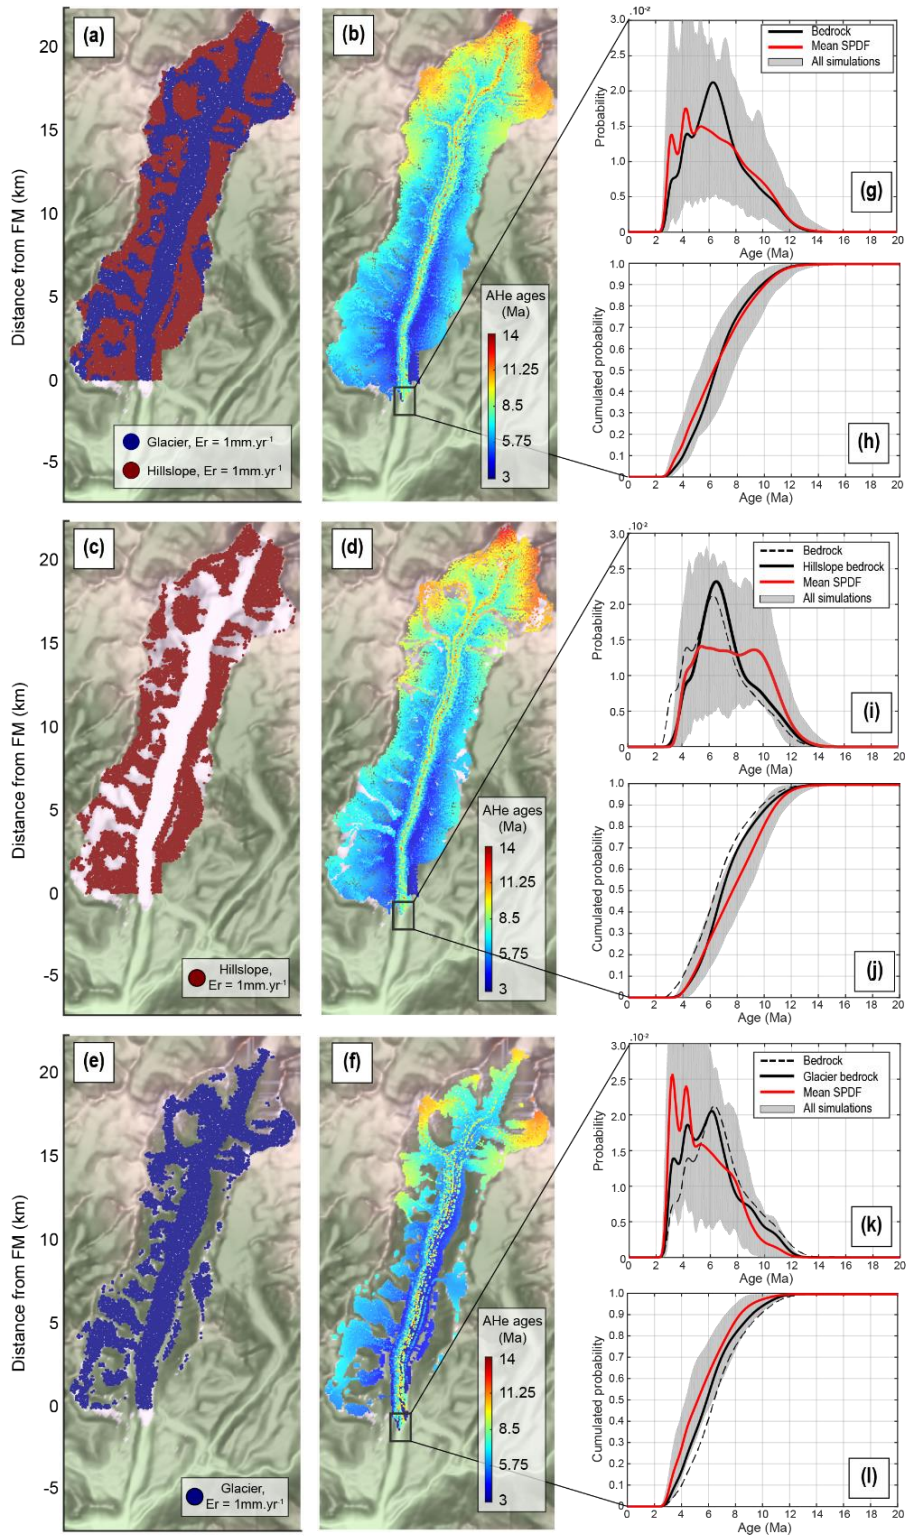 (a)
20
15
10
5
0
-5
Distance from FM (km)
Glacier, Er = 1mm.yr-1
Hillslope, Er = 1mm.yr-1
(b)
AHe ages
(Ma)
14
11.25
8.5
5.75
3
.10-2
3.0
2.5
2.0
1.5
1.0
0.5
0
Probability
Bedrock
Mean SPDF
All simulations
(g)
0 2 4 6 8 10 12 14 16 18 20
Age (Ma)
1.0
0.9
0.8
0.7
0.6
0.5
0.4
0.3
0.2
0.1
0
Cumulated probability
(h)
0 2 4 6 8 10 12 14 16 18 20
Age (Ma)
(c)
20
15
10
5
0
-5
Distance from FM (km)
Hillslope,
Er = 1mm.yr-1
(d)
AHe ages
(Ma)
14
11.25
8.5
5.75
3
.10-2
3.0
2.5
2.0
1.5
1.0
0.5
0
Probability
Bedrock
Hillslope bedrock
Mean SPDF
All simulations
(i)
0 2 4 6 8 10 12 14 16 18 20
Age (Ma)
1.0
0.9
0.8
0.7
0.6
0.5
0.4
0.3
0.2
0.1
0
Cumulated probability
(j)
0 2 4 6 8 10 12 14 16 18 20
Age (Ma)
(e)
20
15
10
5
0
-5
Distance from FM (km)
Glacier,
Er = 1mm.yr-1
(f)
AHe ages
(Ma)
14
11.25
8.5
5.75
3
.10-2
3.0
2.5
2.0
1.5
1.0
0.5
0
Probability
Bedrock
Glacier bedrock
Mean SPDF
All simulations
(k)
0 2 4 6 8 10 12 14 16 18 20
Age (Ma)
1.0
0.9
0.8
0.7
0.6
0.5
0.4
0.3
0.2
0.1
0
Cumulated probability
(l)
0 2 4 6 8 10 12 14 16 18 20
Age (Ma)